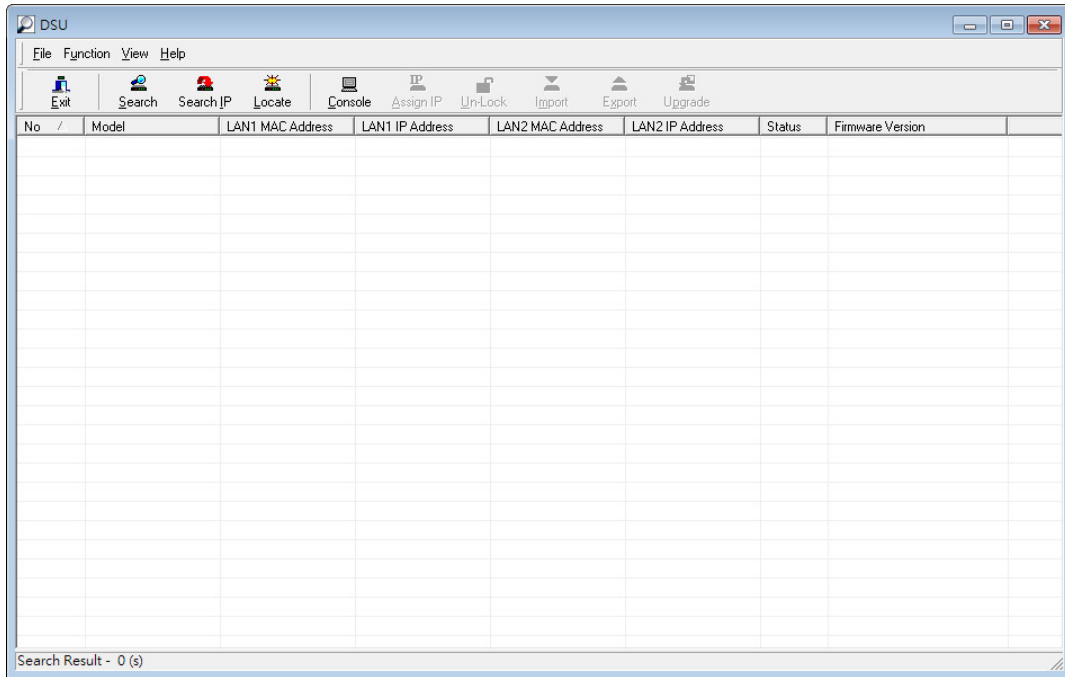 DSU
File Function View Help
Exit Search Search IP Locate Console Assign IP Un-Lock Import Export Upgrade
No / Model LAN1 MAC Address LAN1 IP Address LAN2 MAC Address LAN2 IP Address Status Firmware Version
Search Result - 0 (s)